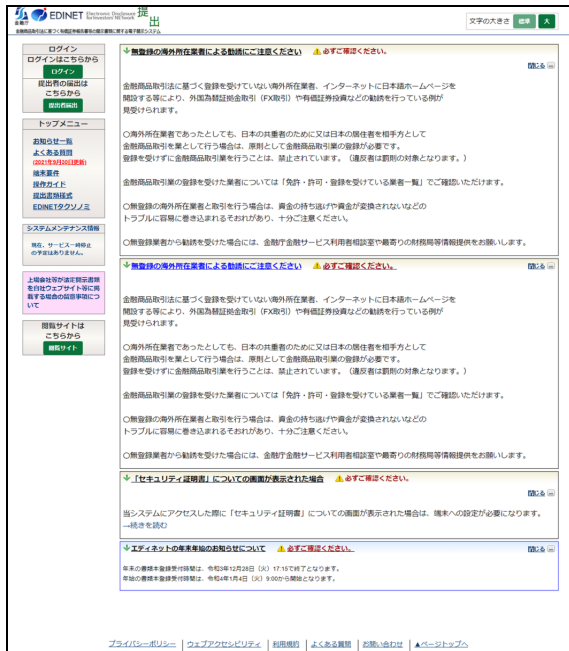 金融庁 EDINET Electronic Disclosure for Investors' NETwork 提出
金融商品取引法に基づく有価証券報告書等の開示書類に関する電子開示システム
文字の大きさ 標準 大
ログイン
ログインはこちらから
ログイン
提出者の届出は
こちらから
提出者届出
トップメニュー
お知らせ一覧
よくある質問
(2021年9月30日更新)
端末要件
操作ガイド
提出書類様式
EDINETタクソノミ
システムメンテナンス情報
現在、サービス一時停止
の予定はありません。
上場会社等が法定開示書類
を自社ウェブサイト等に掲
載する場合の留意事項につ
いて
閲覧サイトは
こちらから
閲覧サイト
無登録の海外所在業者による勧誘にご注意ください 必ずご確認ください。
閉じる
金融商品取引法に基づく登録を受けていない海外所在業者、インターネットに日本語ホームページを
開設する等により、外国為替証拠金取引（FX取引）や有価証券投資などの勧誘を行っている例が
見受けられます。
○海外所在業者であったとしても、日本の共重者のために又は日本の居住者を相手方として
金融商品取引を業として行う場合は、原則として金融商品取引業の登録が必要です。
登録を受けずに金融商品取引業を行うことは、禁止されています。（違反者は罰則の対象となります。）
金融商品取引業の登録を受けた業者については「免許・許可・登録を受けている業者一覧」でご確認いただけます。
○無登録の海外所在業者と取引を行う場合は、資金の持ち逃げや資金が変換されないなどの
トラブルに容易に巻き込まれるそおれがあり、十分ご注意ください。
○無登録業者から勧誘を受けた場合には、金融庁金融サービス利用者相談室や最寄りの財務局等情報提供をお願いします。
無登録の海外所在業者による勧誘にご注意ください 必ずご確認ください。
閉じる
金融商品取引法に基づく登録を受けていない海外所在業者、インターネットに日本語ホームページを
開設する等により、外国為替証拠金取引（FX取引）や有価証券投資などの勧誘を行っている例が
見受けられます。
○海外所在業者であったとしても、日本の共重者のために又は日本の居住者を相手方として
金融商品取引を業として行う場合は、原則として金融商品取引業の登録が必要です。
登録を受けずに金融商品取引業を行うことは、禁止されています。（違反者は罰則の対象となります。）
金融商品取引業の登録を受けた業者については「免許・許可・登録を受けている業者一覧」でご確認いただけます。
○無登録の海外所在業者と取引を行う場合は、資金の持ち逃げや資金が変換されないなどの
トラブルに容易に巻き込まれるそおれがあり、十分ご注意ください。
○無登録業者から勧誘を受けた場合には、金融庁金融サービス利用者相談室や最寄りの財務局等情報提供をお願いします。
「セキュリティ証明書」についての画面が表示された場合 必ずご確認ください。
閉じる
当システムにアクセスした際に「セキュリティ証明書」についての画面が表示された場合は、端末への設定が必要になります。
→続きを読む
エディネットの年末年始のお知らせについて 必ずご確認ください。
閉じる
年末の書類本登録受付時間は、令和3年12月28日（火）17:15で終了となります。
年始の書類本登録受付時間は、令和4年1月4日（火）9:00から開始となります。
プライバシーポリシー | ウェブアクセシビリティ | 利用規約 | よくある質問 | お問い合わせ | ▲ページトップへ